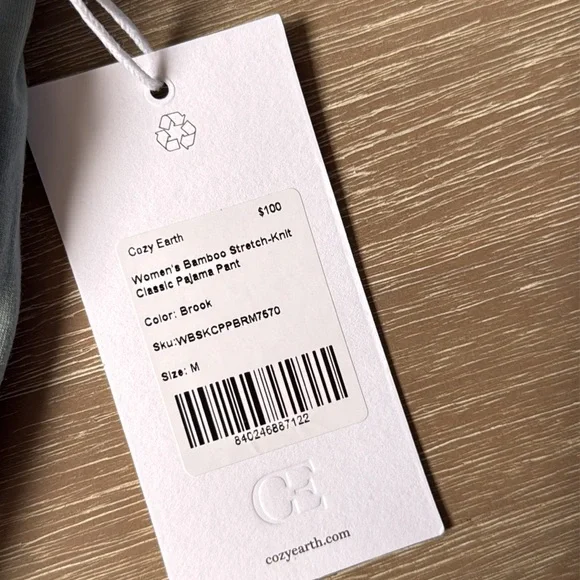 Cozy Earth
$100
Women's Bamboo Stretch-Knit
Classic Pajama Pant
Color: Brook
Sku:WBSKCPPBRM7570
Size: M
840246887122
CE
cozyearth.com